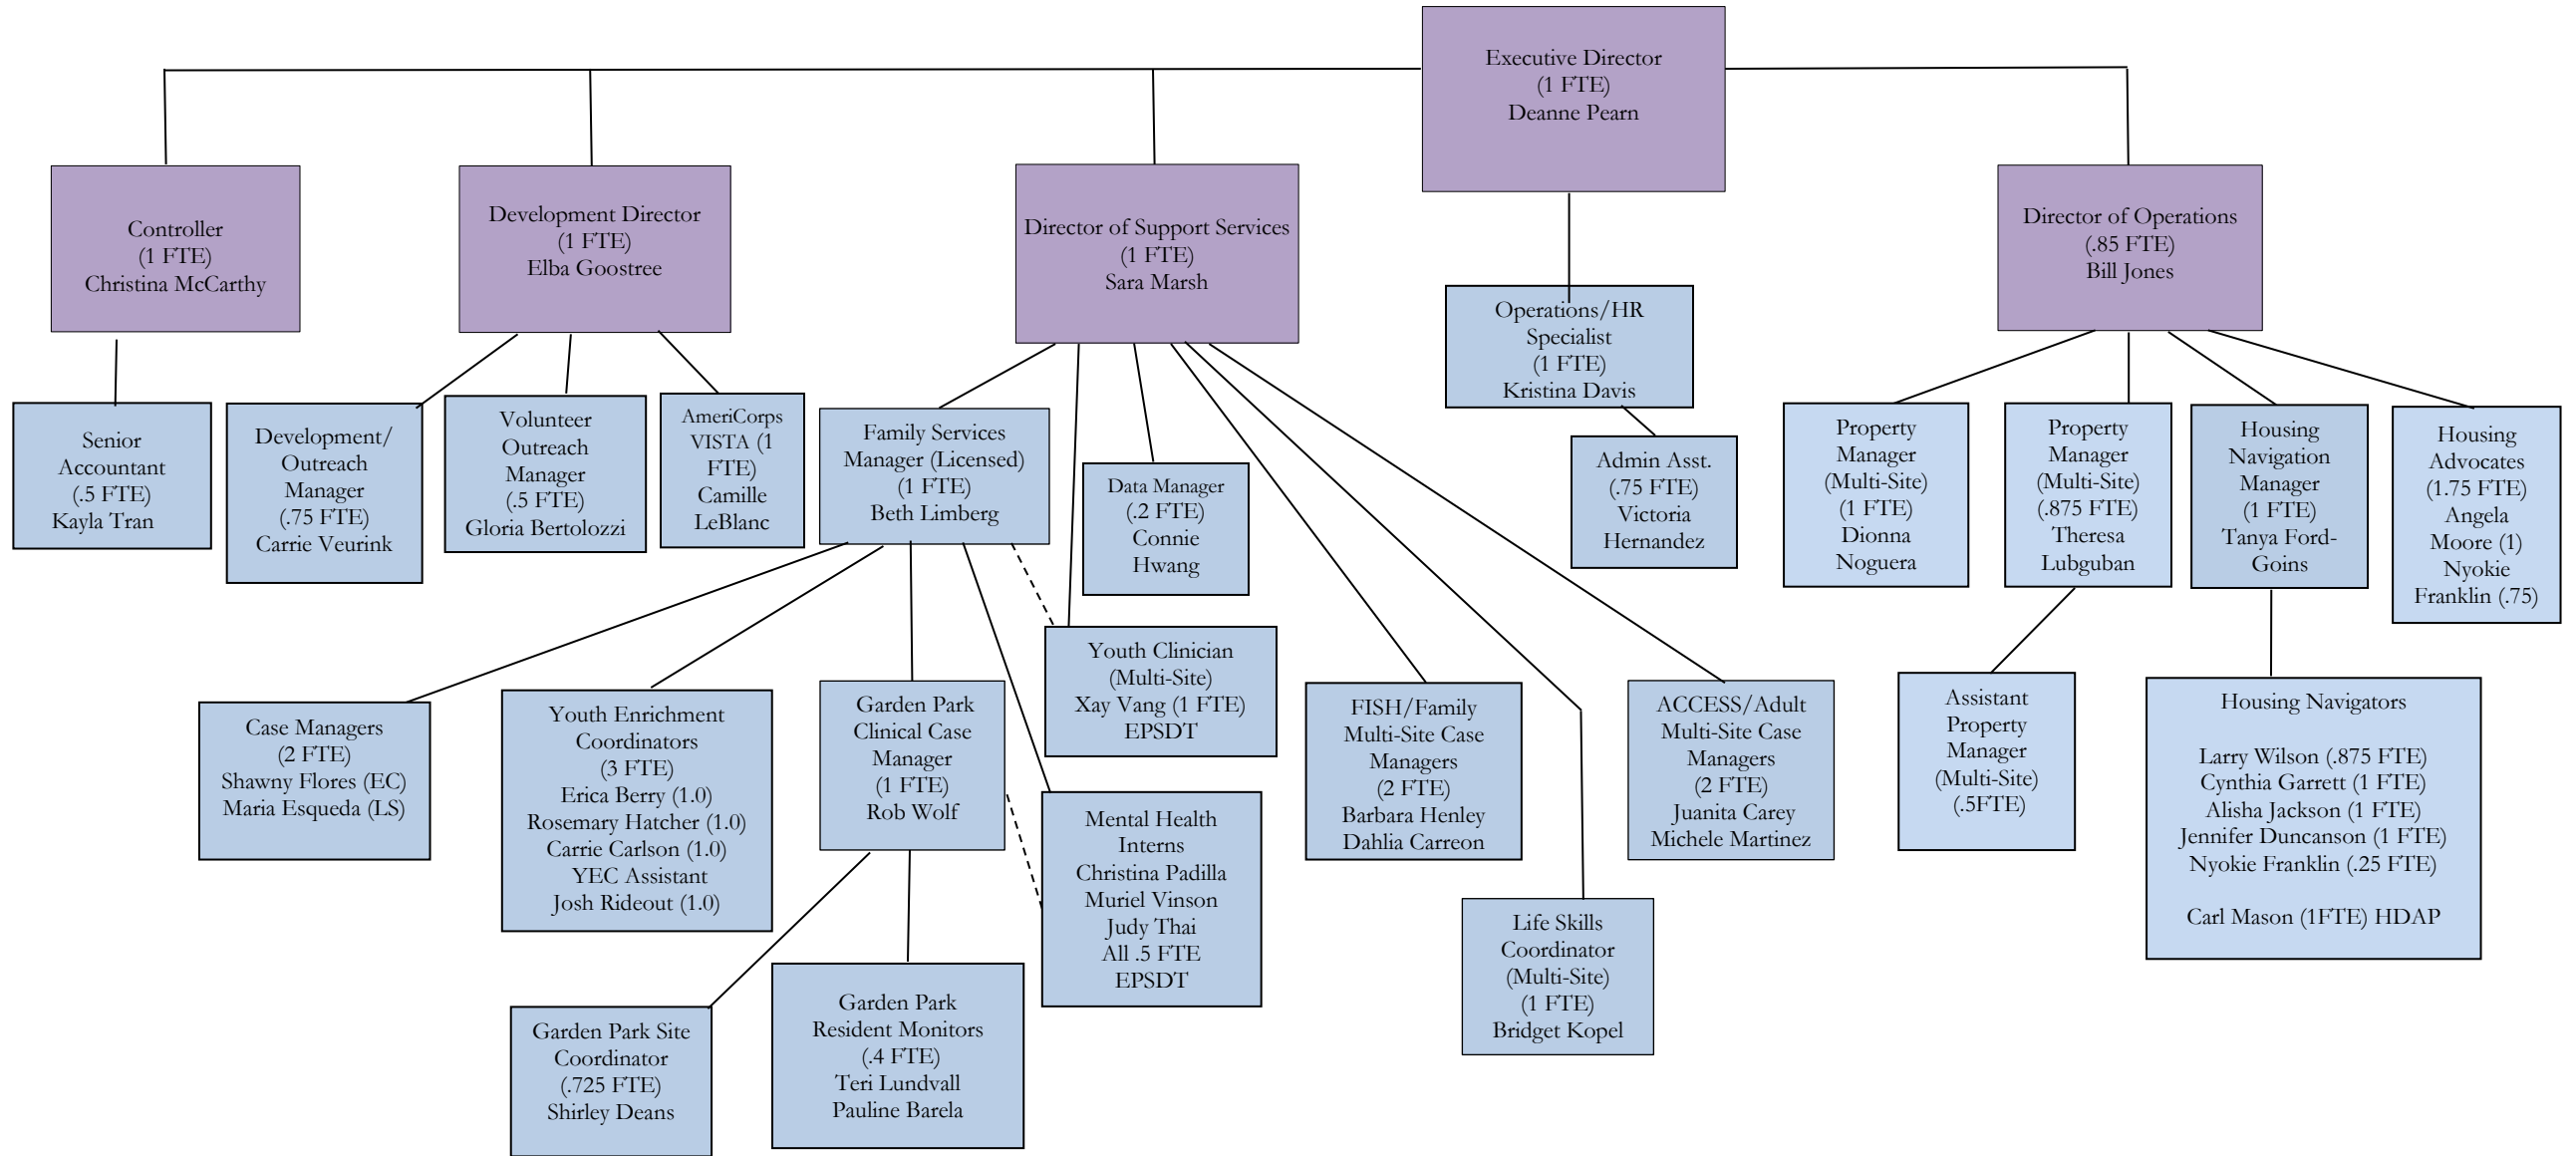 Executive Director
(1 FTE)
Deanne Pearn
Controller
(1 FTE)
Christina McCarthy
Development Director
(1 FTE)
Elba Goostree
Director of Support Services
(1 FTE)
Sara Marsh
Director of Operations
(.85 FTE)
Bill Jones
Operations/HR
Specialist
(1 FTE)
Kristina Davis
Admin Asst.
(.75 FTE)
Victoria
Hernandez
Senior
Accountant
(.5 FTE)
Kayla Tran
Development/
Outreach
Manager
(.75 FTE)
Carrie Veurink
Volunteer
Outreach
Manager
(.5 FTE)
Gloria Bertolozzi
AmeriCorps
VISTA (1
FTE)
Camille
LeBlanc
Family Services
Manager (Licensed)
(1 FTE)
Beth Limberg
Data Manager
(.2 FTE)
Connie
Hwang
Property
Manager
(Multi-Site)
(1 FTE)
Dionna
Noguera
Property
Manager
(Multi-Site)
(.875 FTE)
Theresa
Lubguban
Housing
Navigation
Manager
(1 FTE)
Tanya Ford-
Goins
Housing
Advocates
(1.75 FTE)
Angela
Moore (1)
Nyokie
Franklin (.75)
Youth Clinician
(Multi-Site)
Xay Vang (1 FTE)
EPSDT
Case Managers
(2 FTE)
Shawny Flores (EC)
Maria Esqueda (LS)
Youth Enrichment
Coordinators
(3 FTE)
Erica Berry (1.0)
Rosemary Hatcher (1.0)
Carrie Carlson (1.0)
YEC Assistant
Josh Rideout (1.0)
Garden Park
Clinical Case
Manager
(1 FTE)
Rob Wolf
Mental Health
Interns
Christina Padilla
Muriel Vinson
Judy Thai
All .5 FTE
EPSDT
FISH/Family
Multi-Site Case
Managers
(2 FTE)
Barbara Henley
Dahlia Carreon
ACCESS/Adult
Multi-Site Case
Managers
(2 FTE)
Juanita Carey
Michele Martinez
Assistant
Property
Manager
(Multi-Site)
(.5FTE)
Housing Navigators
Larry Wilson (.875 FTE)
Cynthia Garrett (1 FTE)
Alisha Jackson (1 FTE)
Jennifer Duncanson (1 FTE)
Nyokie Franklin (.25 FTE)
Carl Mason (1FTE) HDAP
Life Skills
Coordinator
(Multi-Site)
(1 FTE)
Bridget Kopel
Garden Park Site
Coordinator
(.725 FTE)
Shirley Deans
Garden Park
Resident Monitors
(.4 FTE)
Teri Lundvall
Pauline Barela